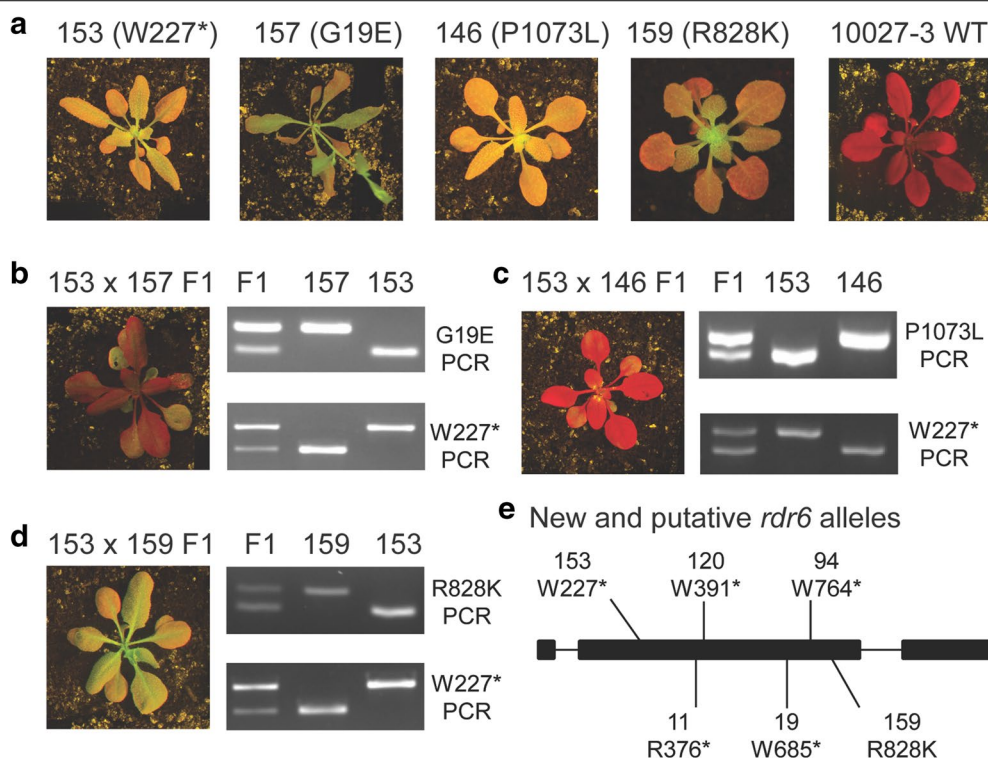 a
153 (W227*) 157 (G19E) 146 (P1073L) 159 (R828K) 10027-3 WT
b
153 x 157 F1
F1 157 153
G19E
PCR
W227*
PCR
c
153 x 146 F1
F1 153 146
P1073L
PCR
W227*
PCR
d
153 x 159 F1
F1 159 153
R828K
PCR
W227*
PCR
e
New and putative rdr6 alleles
153 120 94
W227* W391* W764*
11 19 159
R376* W685* R828K